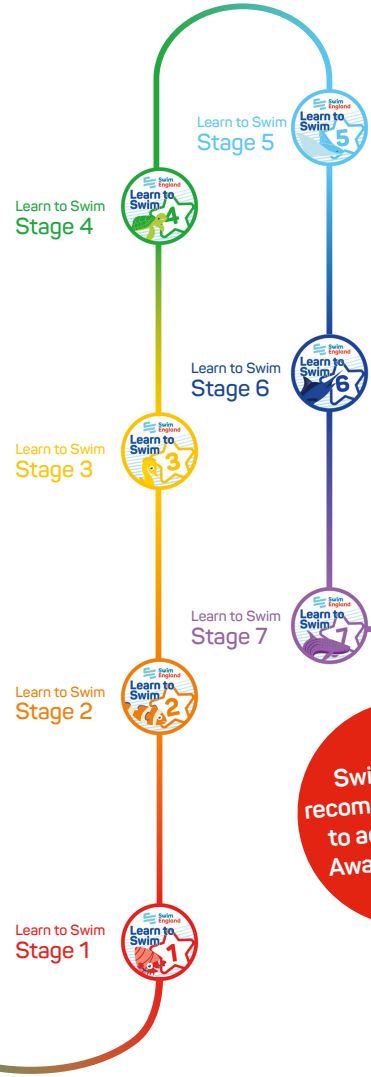 Learn to Swim
Stage 5
Swim
England
Learn to
Swim
5
Learn to Swim
Stage 4
Swim
England
Learn to
Swim
4
Learn to Swim
Stage 6
Swim
England
Learn to
Swim
6
Learn to Swim
Stage 3
Swim
England
Learn to
Swim
3
Learn to Swim
Stage 7
Swim
England
Learn to
Swim
7
Learn to Swim
Stage 2
Swim
England
Learn to
Swim
2
Swi
recom
to a
Awa
Learn to Swim
Stage 1
Swim
England
Learn to
Swim
1